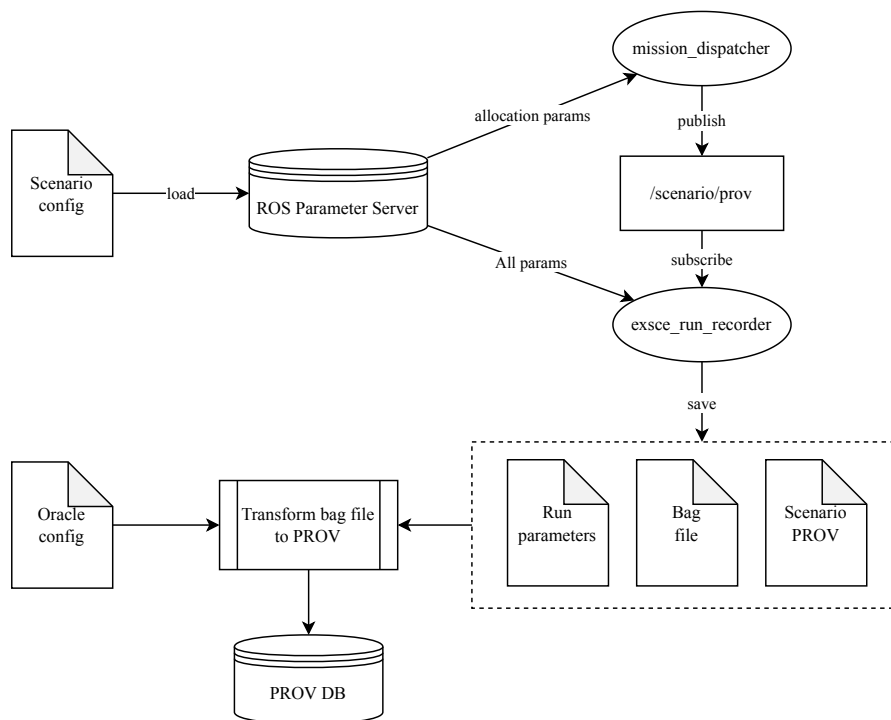 mission_dispatcher
allocation params
publish
Scenario
config
load
ROS Parameter Server
/scenario/prov
All params
subscribe
exsce_run_recorder
save
Oracle
config
Transform bag file
to PROV
Run
parameters
Bag
file
Scenario
PROV
PROV DB